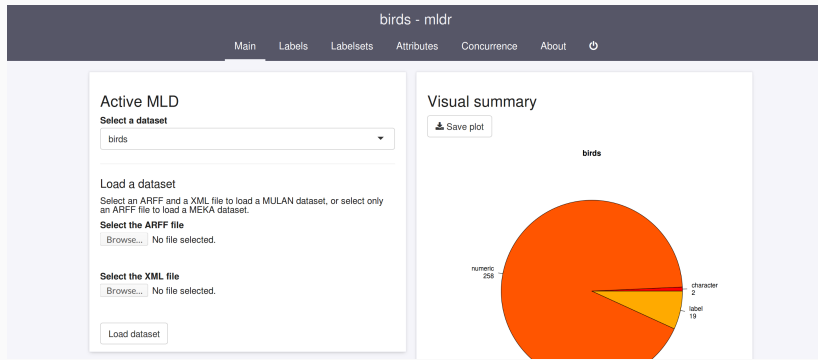 birds - mldr
Main Labels Labelsets Attributes Concurrence About
Active MLD
Select a dataset
birds
Load a dataset
Select an ARFF and a XML file to load a MULAN dataset, or select only
an ARFF file to load a MEKA dataset.
Select the ARFF file
Browse... No file selected.
Select the XML file
Browse... No file selected.
Load dataset
Visual summary
Save plot
birds
numeric
258
character
2
label
19